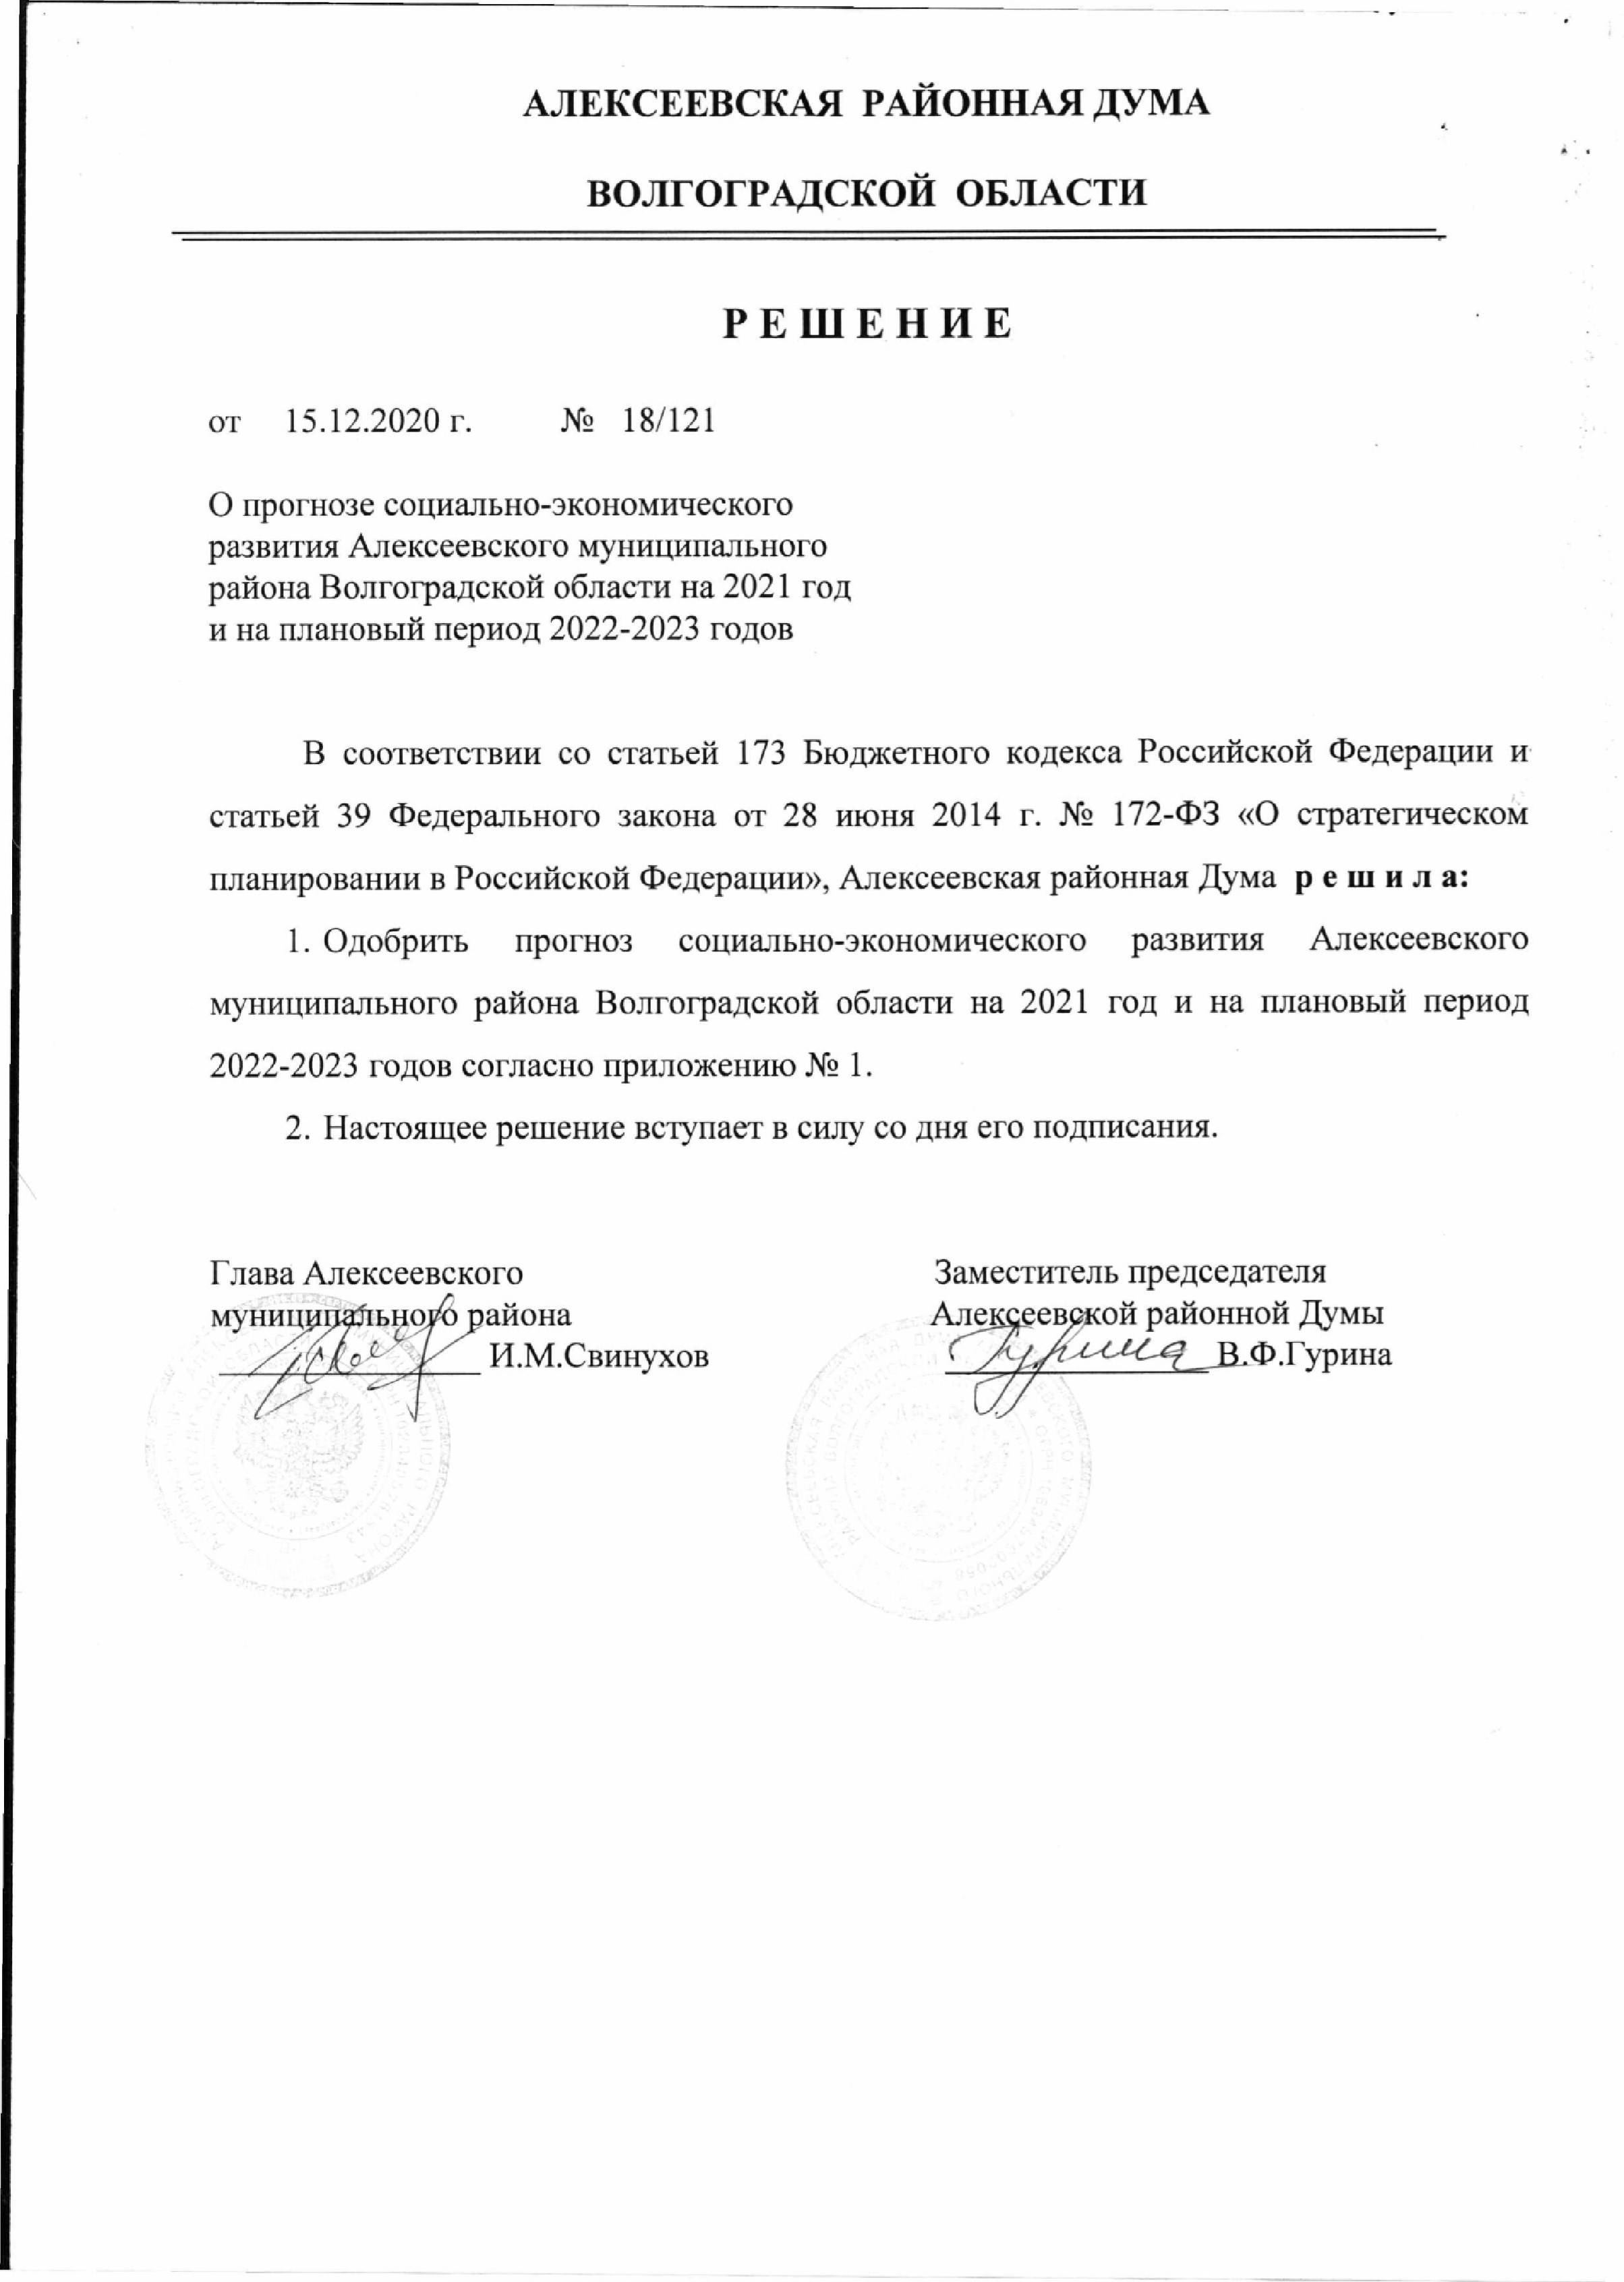 АЛЕКСЕЕВСКАЯ РАЙОННАЯ ДУМА
ВОЛГОГРАДСКОЙ ОБЛАСТИ
Р Е Ш Е Н И Е
от 15.12.2020 г. № 18/121
О прогнозе социально-экономического
развития Алексеевского муниципального
района Волгоградской области на 2021 год
и на плановый период 2022-2023 годов
В соответствии со статьей 173 Бюджетного кодекса Российской Федерации и
статьей 39 Федерального закона от 28 июня 2014 г. № 172-ФЗ «О стратегическом
планировании в Российской Федерации», Алексеевская районная Дума р е ш и л а:
1. Одобрить прогноз социально-экономического развития Алексеевского
муниципального района Волгоградской области на 2021 год и на плановый период
2022-2023 годов согласно приложению № 1.
2. Настоящее решение вступает в силу со дня его подписания.
Глава Алексеевского
муниципального района
И.М.Свинухов
Заместитель председателя
Алексеевской районной Думы
Гурина В.Ф.Гурина